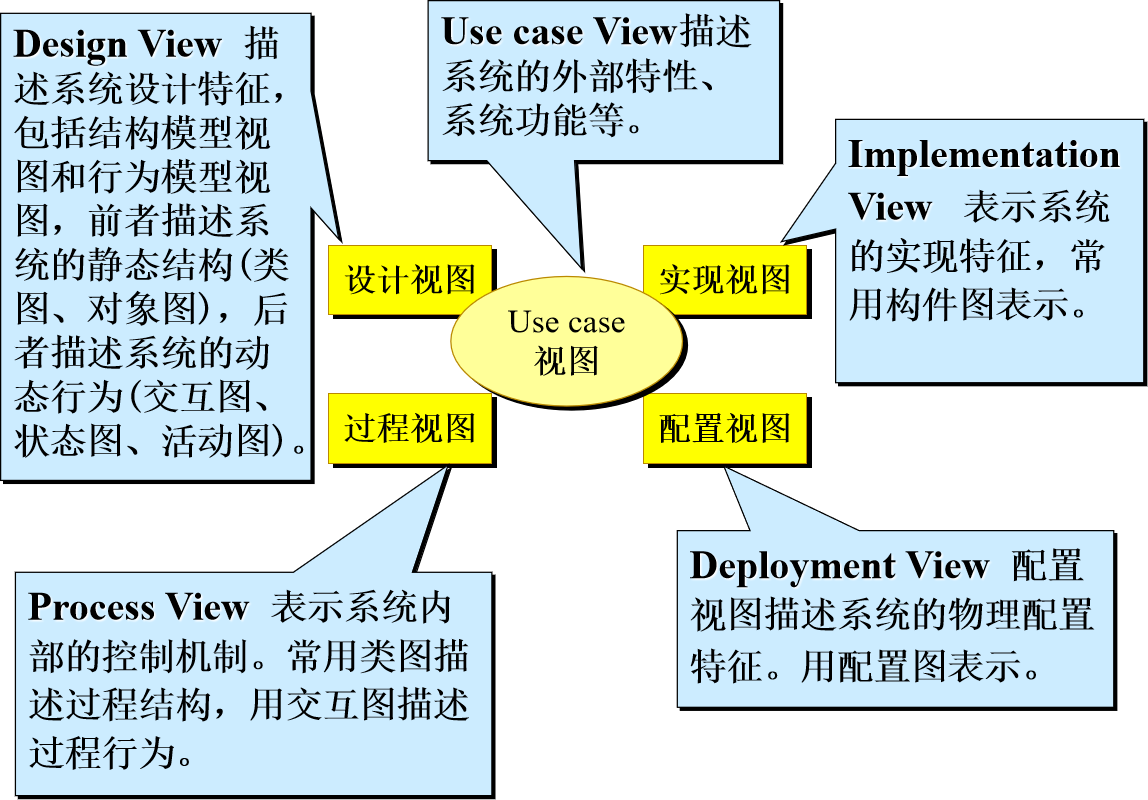 Design View 描
述系统设计特征，
包括结构模型视
图和行为模型视
图，前者描述系
统的静态结构(类
图、对象图)，后
者描述系统的动
态行为(交互图、
状态图、活动图)。
Use case View描述
系统的外部特性、
系统功能等。
Implementation
View 表示系统
的实现特征，常
用构件图表示。
设计视图
实现视图
Use case
视图
过程视图
配置视图
Process View 表示系统内
部的控制机制。常用类图描
述过程结构，用交互图描述
过程行为。
Deployment View 配置
视图描述系统的物理配置
特征。用配置图表示。